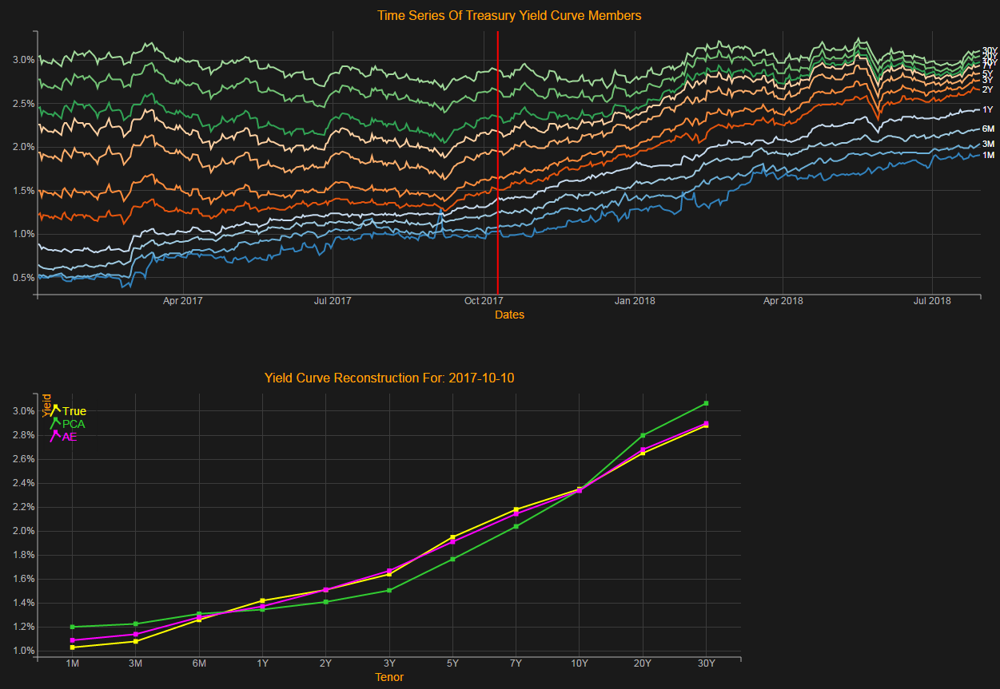 Time Series Of Treasury Yield Curve Members
3.0%
2.5%
2.0%
1.5%
1.0%
0.5%
30Y
20Y
10Y
7Y
5Y
3Y
2Y
1Y
6M
3M
1M
Apr 2017
Jul 2017
Oct 2017
Jan 2018
Apr 2018
Jul 2018
Dates
Yield Curve Reconstruction For: 2017-10-10
Yield
True
PCA
AE
3.0%
2.8%
2.6%
2.4%
2.2%
2.0%
1.8%
1.6%
1.4%
1.2%
1.0%
1M
3M
6M
1Y
2Y
3Y
5Y
7Y
10Y
20Y
30Y
Tenor